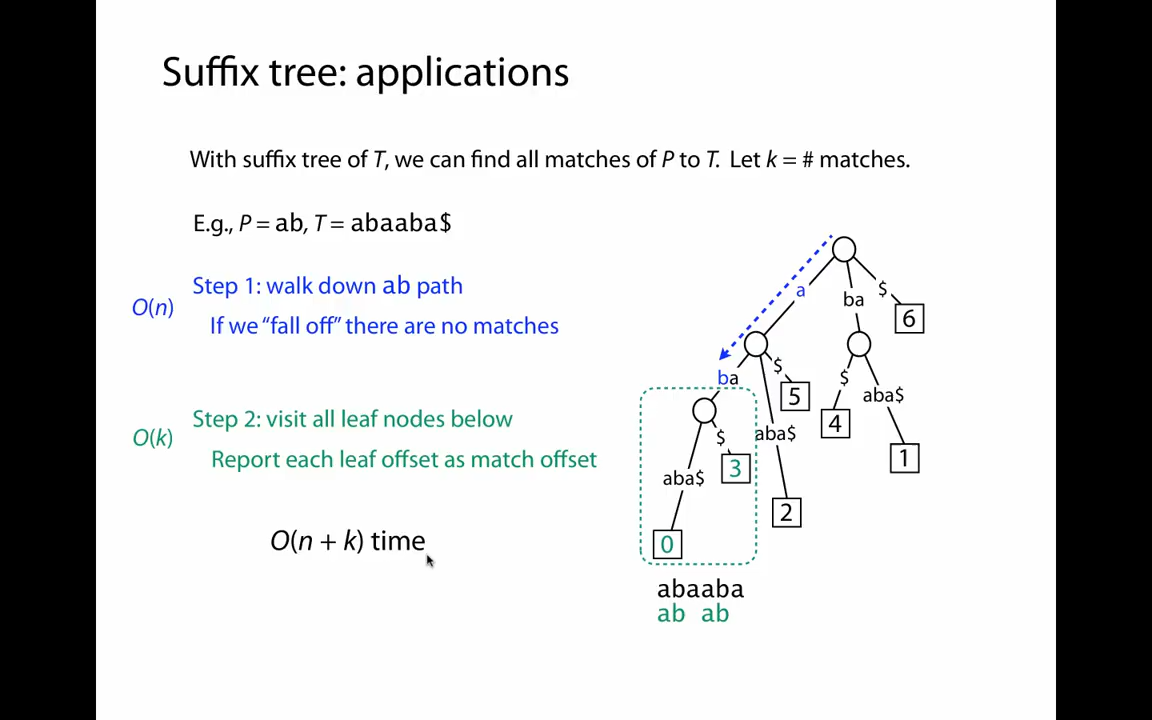 Suffix tree: applications
With suffix tree of T, we can find all matches of P to T. Let k = # matches.
E.g., P = ab, T = abaaba$
O(n)
Step 1: walk down ab path
If we “fall off” there are no matches
O(k)
Step 2: visit all leaf nodes below
Report each leaf offset as match offset
O(n + k) time
a
ba
$
6
ba
$
5
$
aba$
4
aba$
$
3
aba$
1
2
0
abaaba
ab ab